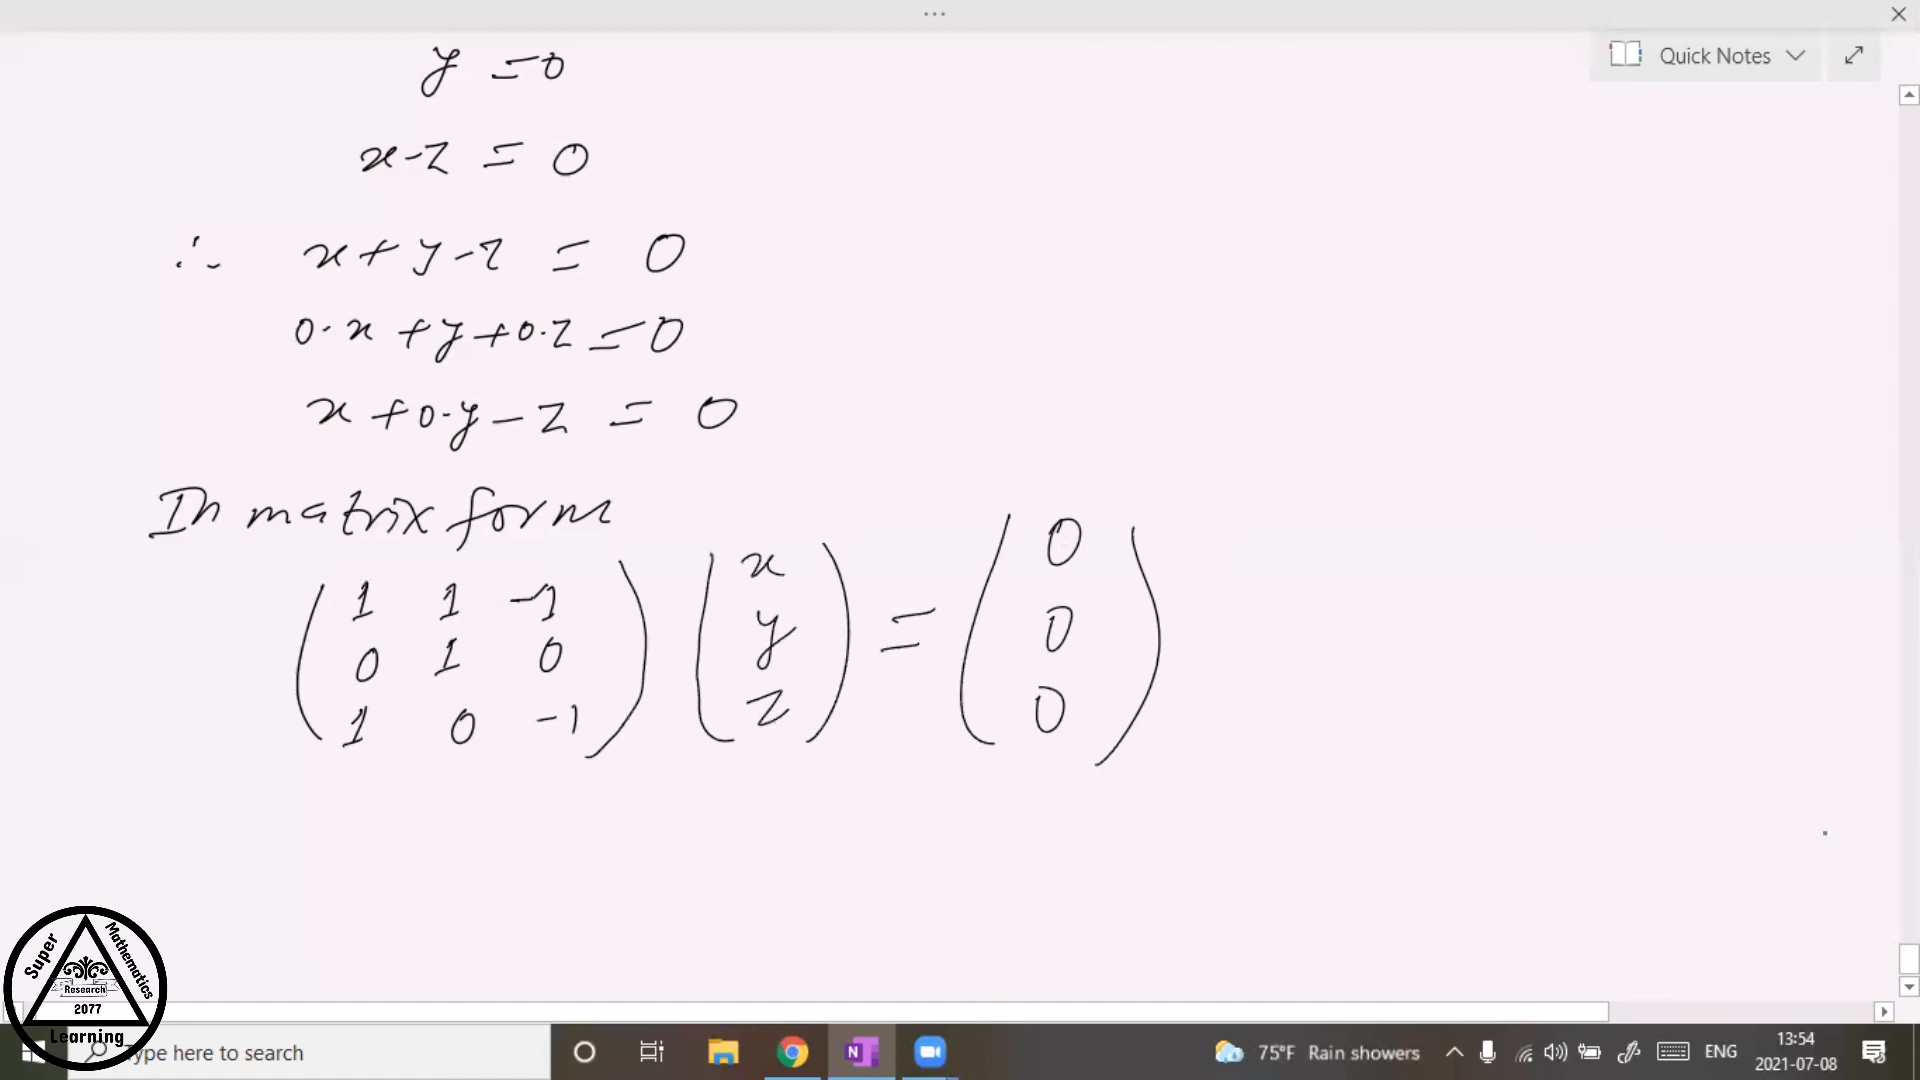 ...
Quick Notes
y = 0
x - z = 0
∴ x + y - z = 0
0·x + y + 0·z = 0
x + 0·y - z = 0
In matrix form
( 1 1 -1 ) ( x ) = ( 0 )
( 0 1 0 ) ( y ) ( 0 )
( 1 0 -1 ) ( z ) ( 0 )
Super Mathematics
Research
2077
Learning
ype here to search
N
75°F Rain showers
ENG
13:54
2021-07-08